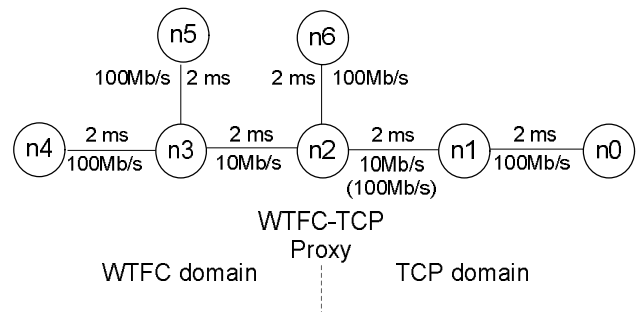 n5
n6
100Mb/s 2 ms
2 ms 100Mb/s
n4
2 ms
100Mb/s
n3
2 ms
10Mb/s
n2
2 ms
10Mb/s
(100Mb/s)
n1
2 ms
100Mb/s
n0
WTFC-TCP
Proxy
WTFC domain
TCP domain